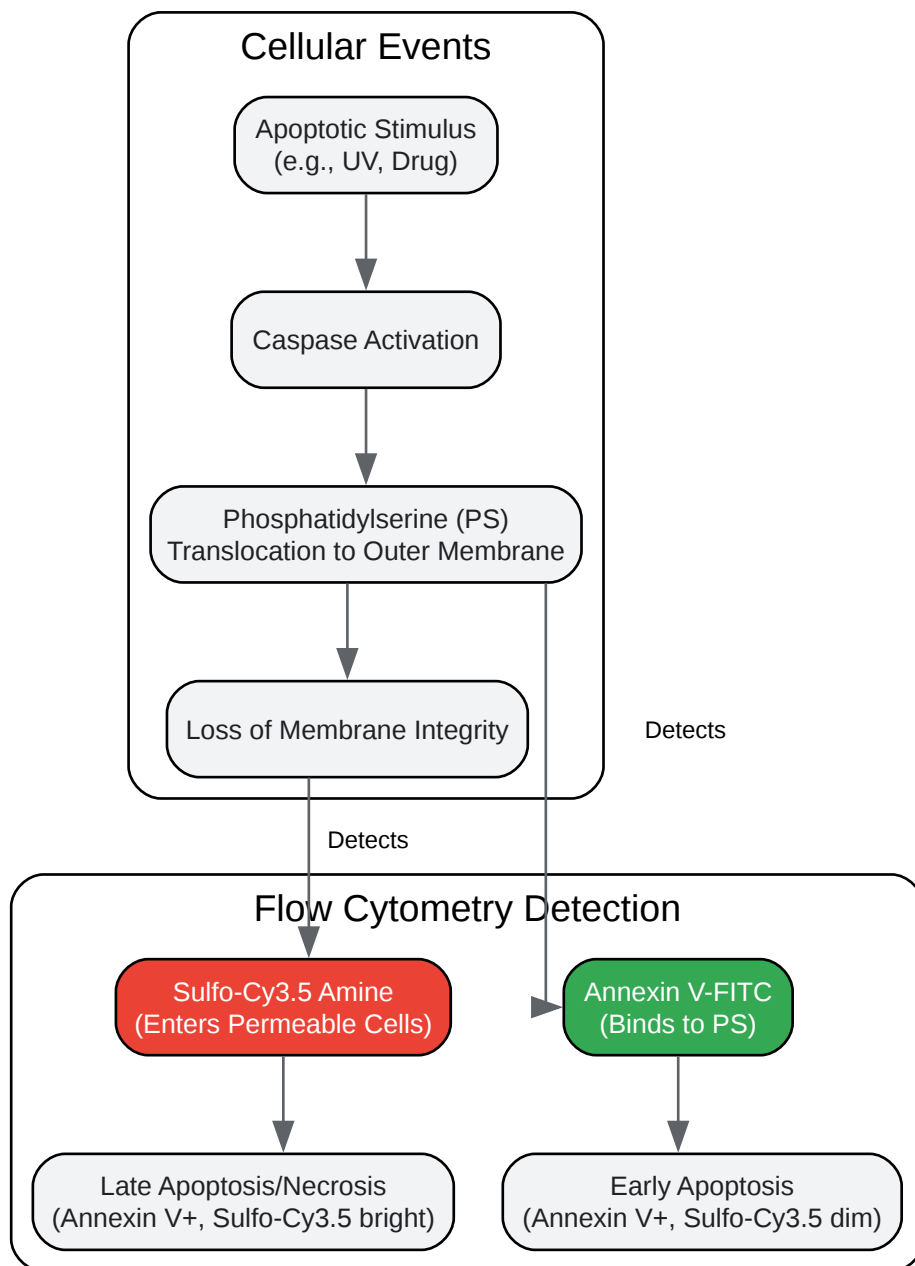 Cellular Events
Apoptotic Stimulus
(e.g., UV, Drug)
Caspase Activation
Phosphatidylserine (PS)
Translocation to Outer Membrane
Loss of Membrane Integrity
Detects
Detects
Flow Cytometry Detection
Sulfo-Cy3.5 Amine
(Enters Permeable Cells)
Annexin V-FITC
(Binds to PS)
Late Apoptosis/Necrosis
(Annexin V+, Sulfo-Cy3.5 bright)
Early Apoptosis
(Annexin V+, Sulfo-Cy3.5 dim)